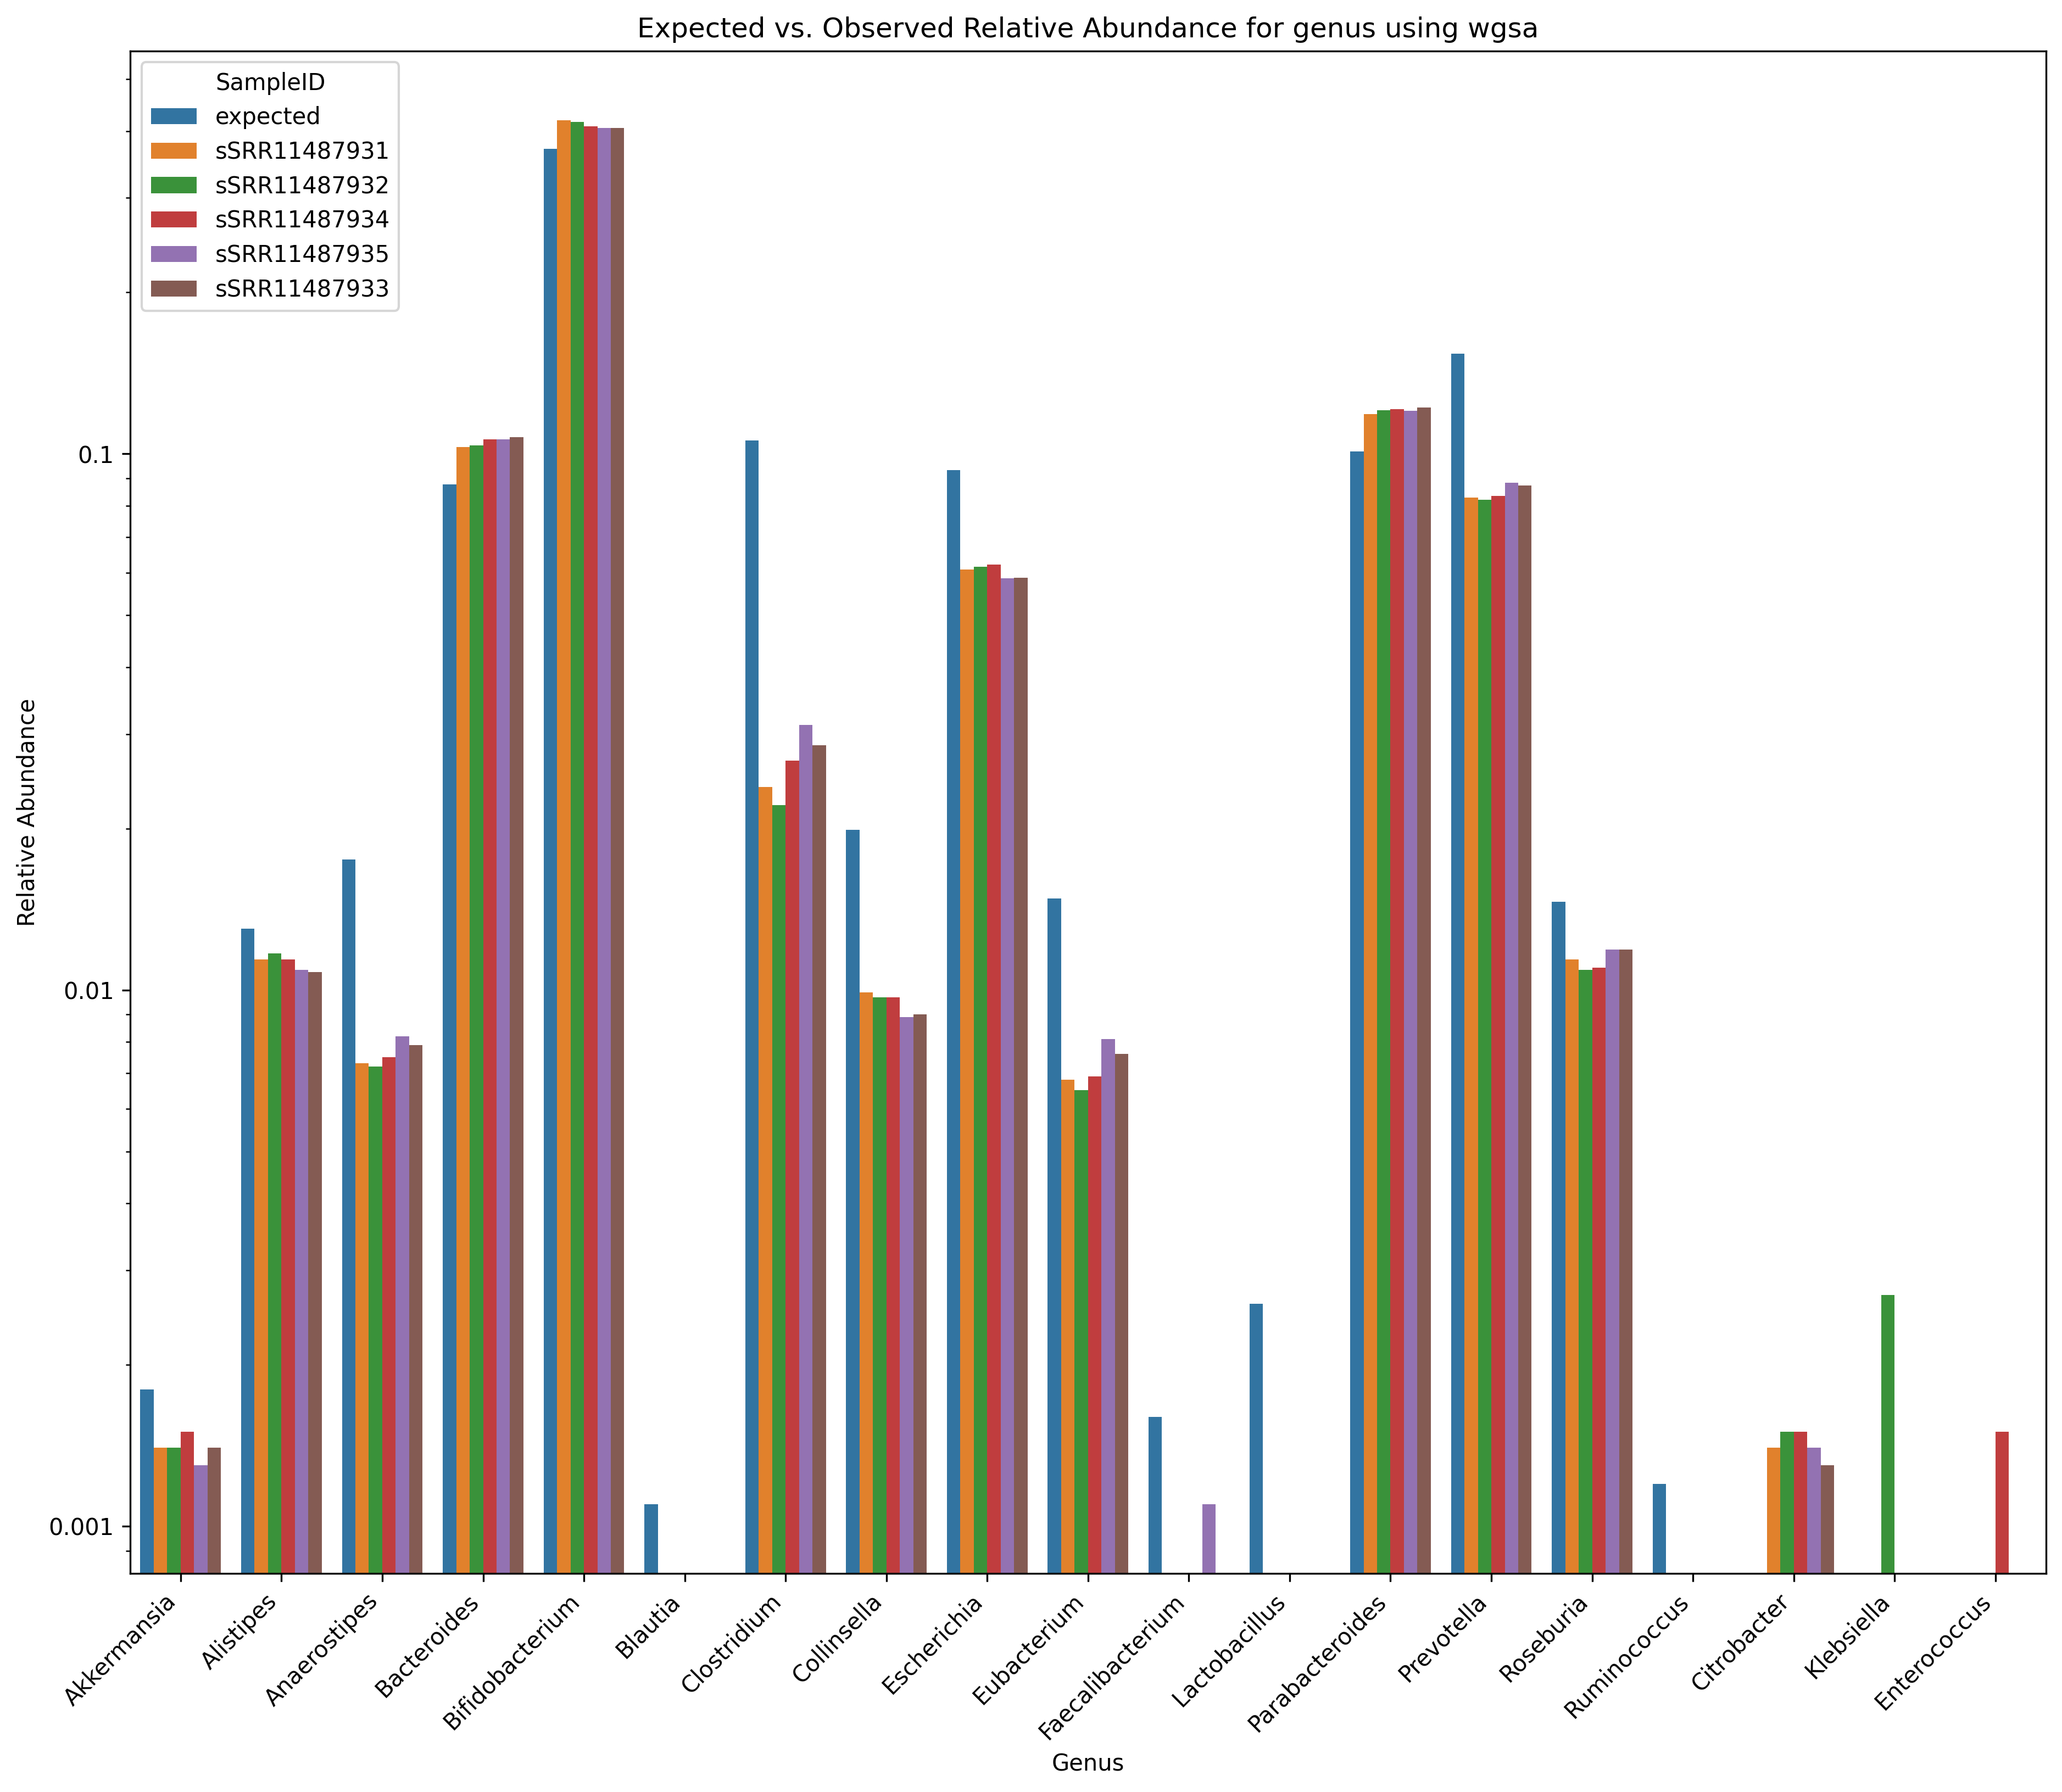 Expected vs. Observed Relative Abundance for genus using wgsa
SampleID
expected
sSRR11487931
sSRR11487932
sSRR11487934
sSRR11487935
sSRR11487933
Relative Abundance
0.1
0.01
0.001
Akkermansia
Alistipes
Anaerostipes
Bacteroides
Bifidobacterium
Blautia
Clostridium
Collinsella
Escherichia
Eubacterium
Faecalibacterium
Lactobacillus
Parabacteroides
Prevotella
Roseburia
Ruminococcus
Citrobacter
Klebsiella
Enterococcus
Genus